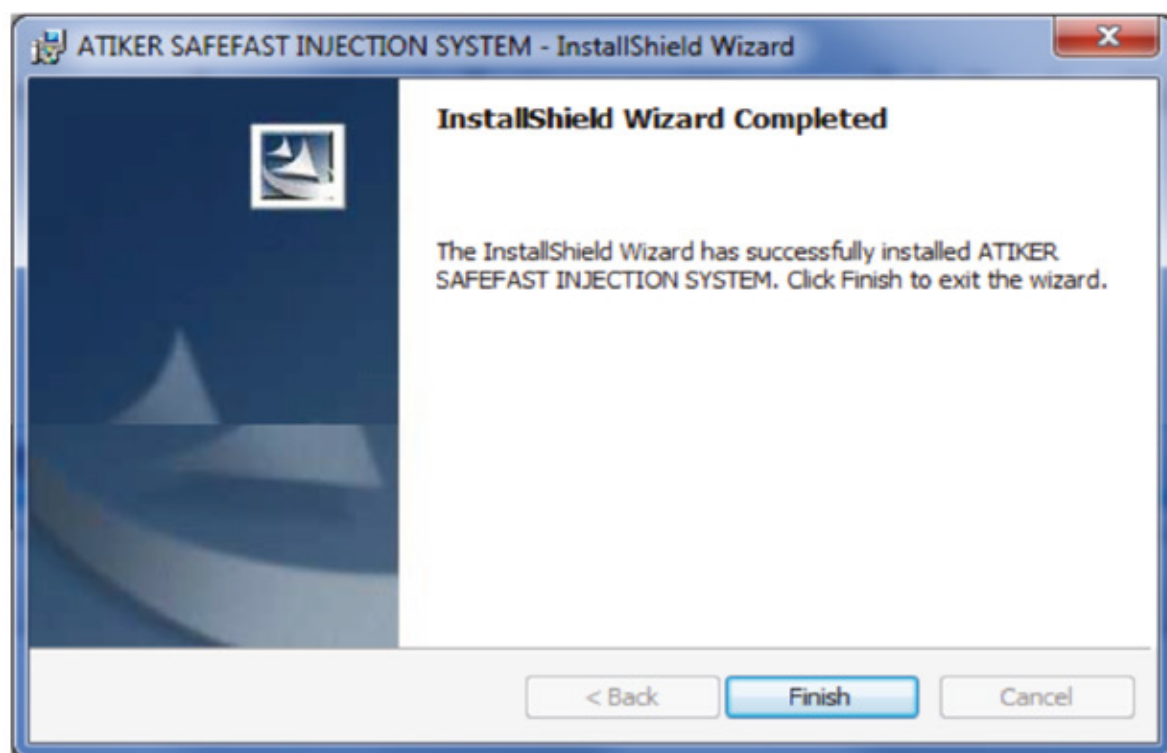 ATIKER SAFEFAST INJECTION SYSTEM - InstallShield Wizard
InstallShield Wizard Completed
The InstallShield Wizard has successfully installed ATIKER
SAFEFAST INJECTION SYSTEM. Click Finish to exit the wizard.
< Back
Finish
Cancel